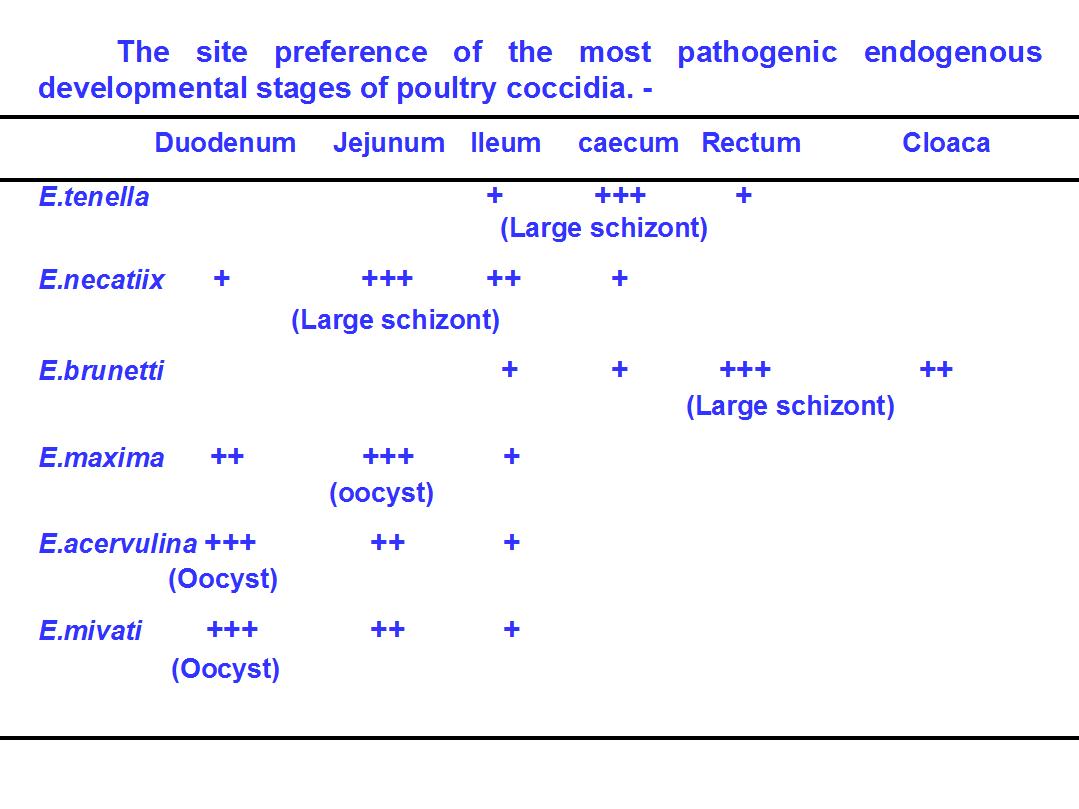 The site preference of the most pathogenic endogenous
developmental stages of poultry coccidia. -
Duodenum Jejunum Ileum caecum Rectum Cloaca
E.tenella + +++ +
(Large schizont)
E.necatiix + +++ ++ +
(Large schizont)
E.brunetti + + +++ ++
(Large schizont)
E.maxima ++ +++ +
(oocyst)
E.acervulina +++ ++ +
(Oocyst)
E.mivati +++ ++ +
(Oocyst)